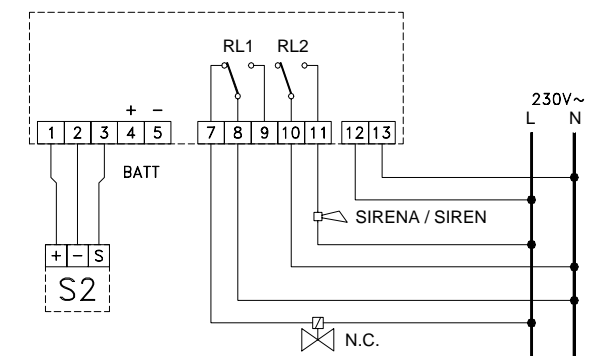 RL1 RL2
230V~
L N
+ −
1 2 3 4 5 7 8 9 10 11 12 13
BATT
SIRENA / SIREN
+ − S
S2
N.C.